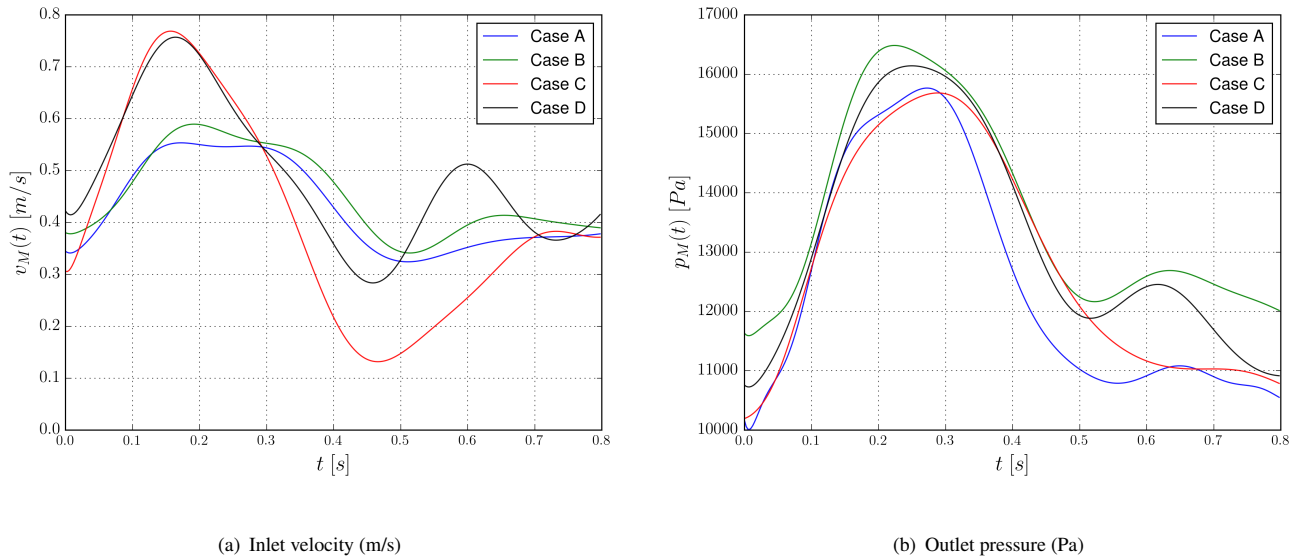 0.8
0.7
0.6
0.5
0.4
0.3
0.2
0.1
0.0
v_M(t) [m/s]
0.0 0.1 0.2 0.3 0.4 0.5 0.6 0.7 0.8
t [s]
Case A
Case B
Case C
Case D
(a) Inlet velocity (m/s)
17000
16000
15000
14000
13000
12000
11000
10000
p_M(t) [Pa]
0.0 0.1 0.2 0.3 0.4 0.5 0.6 0.7 0.8
t [s]
Case A
Case B
Case C
Case D
(b) Outlet pressure (Pa)